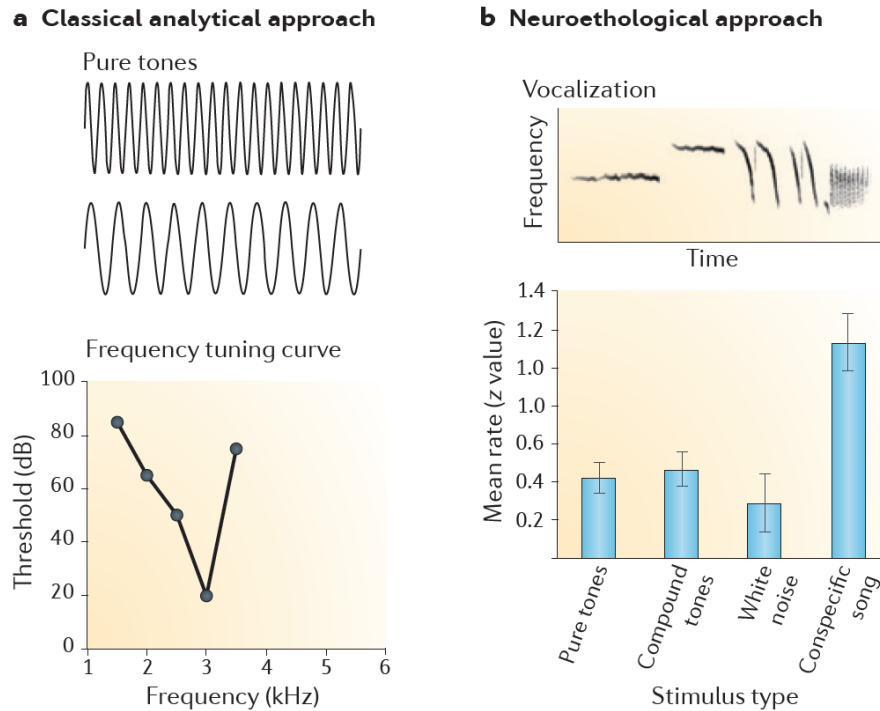 a Classical analytical approach
Pure tones
Frequency tuning curve
Threshold (dB)
100
80
60
40
20
0
1 2 3 4 5 6
Frequency (kHz)
b Neuroethological approach
Vocalization
Frequency
Time
Mean rate (z value)
1.4
1.2
1.0
1.0
0.6
0.4
0.2
Pure tones
Compound
tones
White
noise
Conspecific
song
Stimulus type